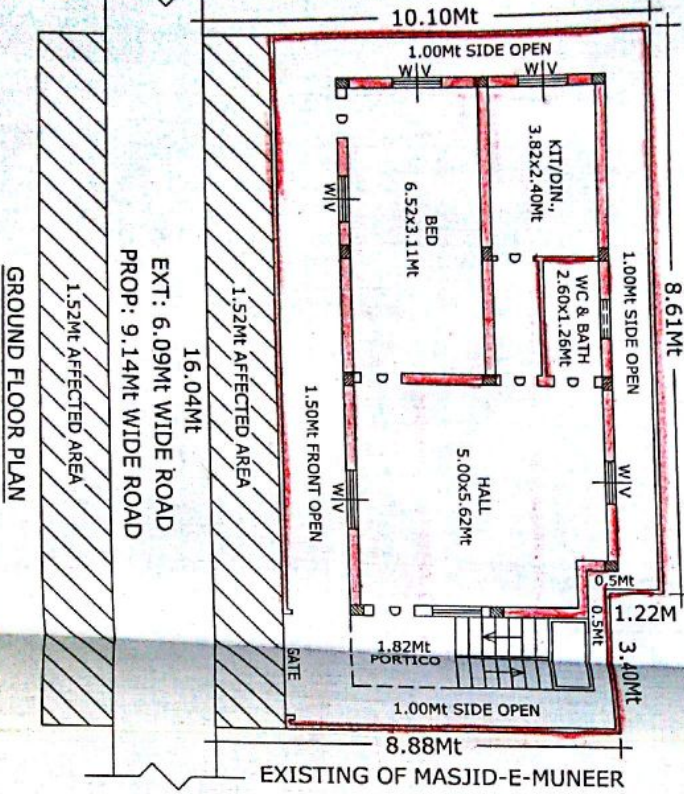 10.10Mt
1.00Mt SIDE OPEN
W|V
W|V
D
KIT/DIN.,
3.82x2.40Mt
W|V
BED
6.52x3.11Mt
D
WC & BATH
2.60x1.26Mt
1.00Mt SIDE OPEN
8.61Mt
D
D
D
1.52Mt AFFECTED AREA
16.04Mt
EXT: 6.09Mt WIDE ROAD
PROP: 9.14Mt WIDE ROAD
1.52Mt AFFECTED AREA
GROUND FLOOR PLAN
1.50Mt FRONT OPEN
W|V
HALL
5.00x5.62Mt
W|V
0.5Mt
0.5Mt
1.22M
3.40Mt
D
1.82Mt
PORTICO
GATE
1.00Mt SIDE OPEN
8.88Mt
EXISTING OF MASJID-E-MUNEER